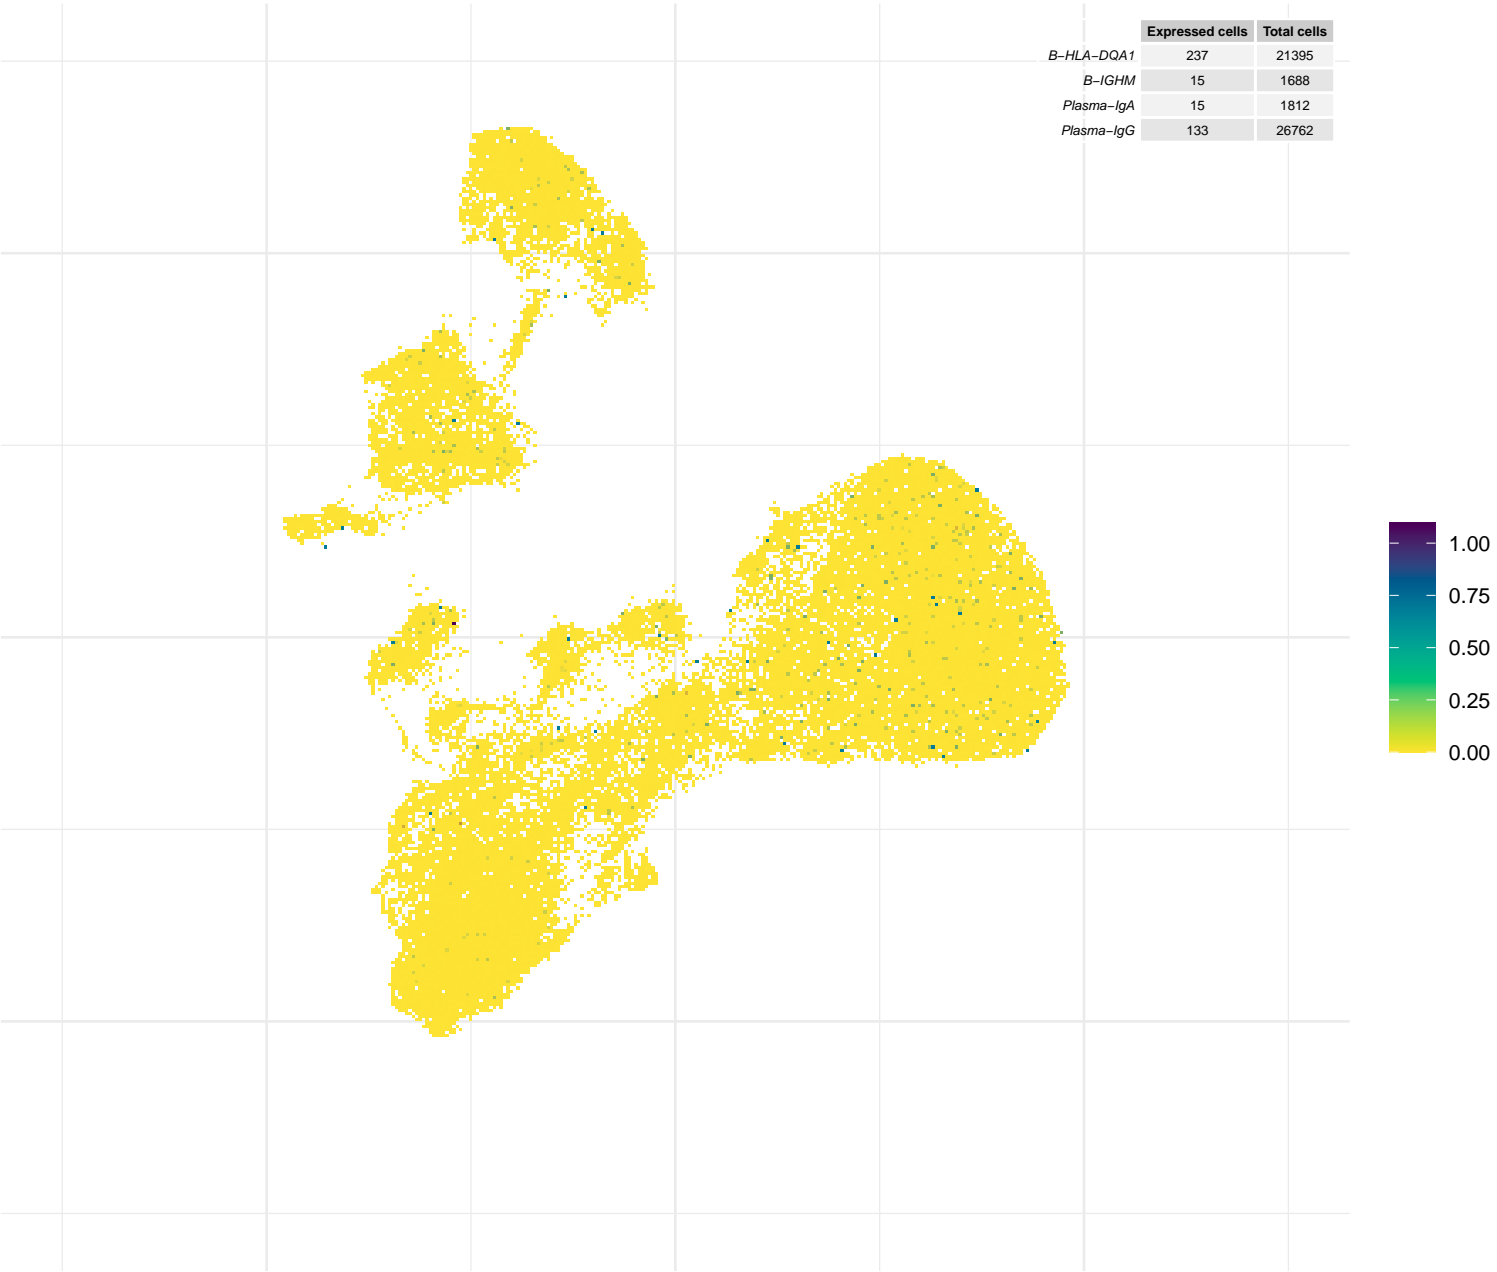 Expressed cells Total cells
B−HLA−DQA1 237 21395
B−IGHM 15 1688
Plasma−IgA 15 1812
Plasma−IgG 133 26762
1.00
0.75
0.50
0.25
0.00